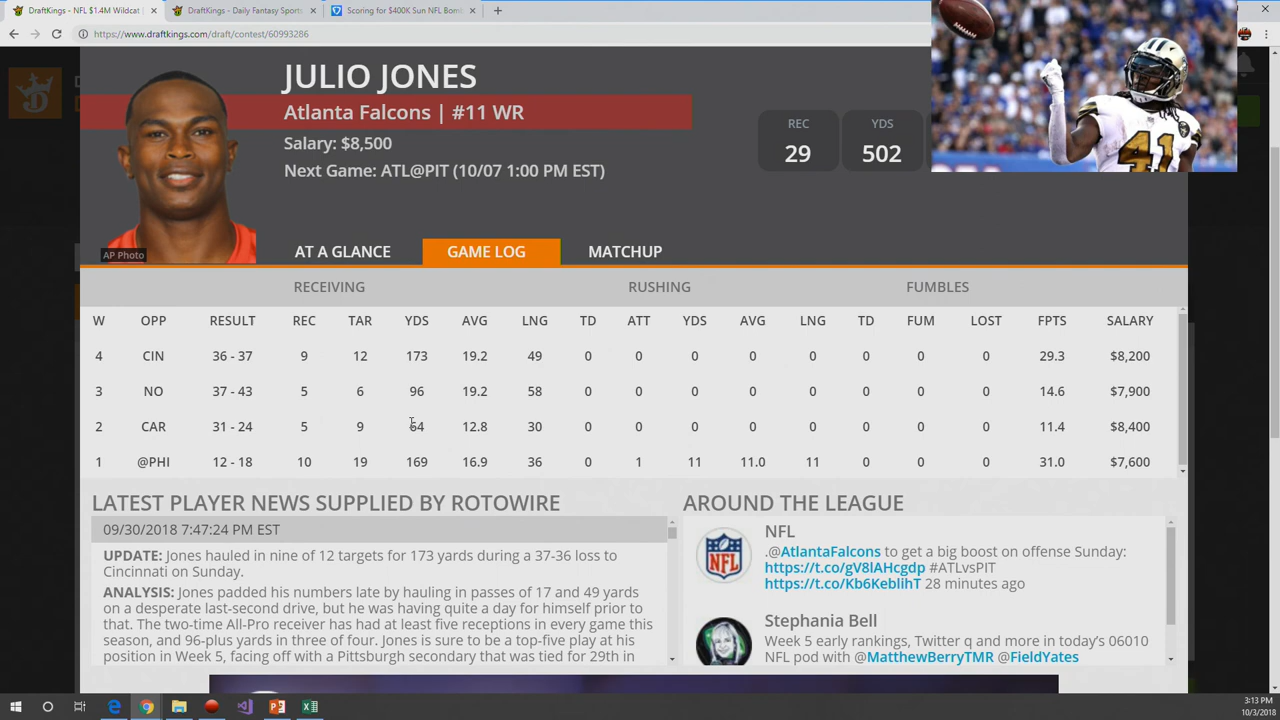 DraftKings - NFL $1.4M Wildcat
DraftKings - Daily Fantasy Sports
Scoring for $400K Sun NFL Bomb
https://www.draftkings.com/draft/contest/60993286
JULIO JONES
Atlanta Falcons | #11 WR
Salary: $8,500
Next Game: ATL@PIT (10/07 1:00 PM EST)
REC YDS
29 502
41
AP Photo
AT A GLANCE GAME LOG MATCHUP
RECEIVING RUSHING FUMBLES
W OPP RESULT REC TAR YDS AVG LNG TD ATT YDS AVG LNG TD FUM LOST FPTS SALARY
4 CIN 36 - 37 9 12 173 19.2 49 0 0 0 0 0 0 0 0 29.3 $8,200
3 NO 37 - 43 5 6 96 19.2 58 0 0 0 0 0 0 0 0 14.6 $7,900
2 CAR 31 - 24 5 9 64 12.8 30 0 0 0 0 0 0 0 0 11.4 $8,400
1 @PHI 12 - 18 10 19 169 16.9 36 0 1 11 11.0 11 0 0 0 31.0 $7,600
LATEST PLAYER NEWS SUPPLIED BY ROTOWIRE
09/30/2018 7:47:24 PM EST
UPDATE: Jones hauled in nine of 12 targets for 173 yards during a 37-36 loss to
Cincinnati on Sunday.
ANALYSIS: Jones padded his numbers late by hauling in passes of 17 and 49 yards
on a desperate last-second drive, but he was having quite a day for himself prior to
that. The two-time All-Pro receiver has had at least five receptions in every game this
season, and 96-plus yards in three of four. Jones is sure to be a top-five play at his
position in Week 5, facing off with a Pittsburgh secondary that was tied for 29th in
AROUND THE LEAGUE
NFL
.@AtlantaFalcons to get a big boost on offense Sunday:
https://t.co/gV8lAHcgdp #ATLvsPIT
https://t.co/Kb6KeblihT 28 minutes ago
Stephania Bell
Week 5 early rankings, Twitter q and more in today's 06010
NFL pod with @MatthewBerryTMR @FieldYates
3:13 PM
10/3/2018